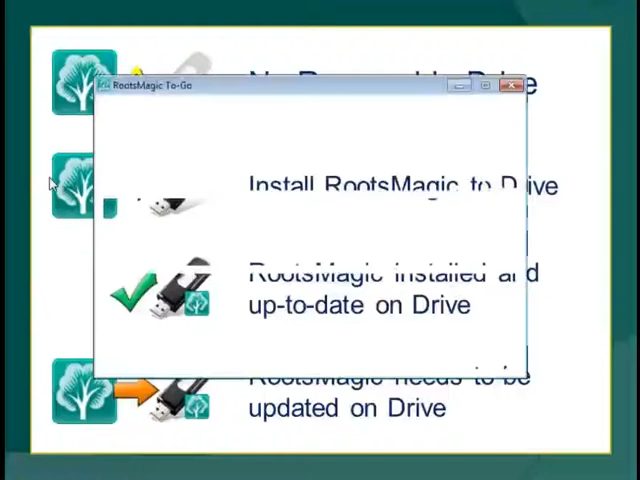 RootsMagic To-Go
Install RootsMagic to Drive
RootsMagic installed and
up-to-date on Drive
RootsMagic needs to be
updated on Drive